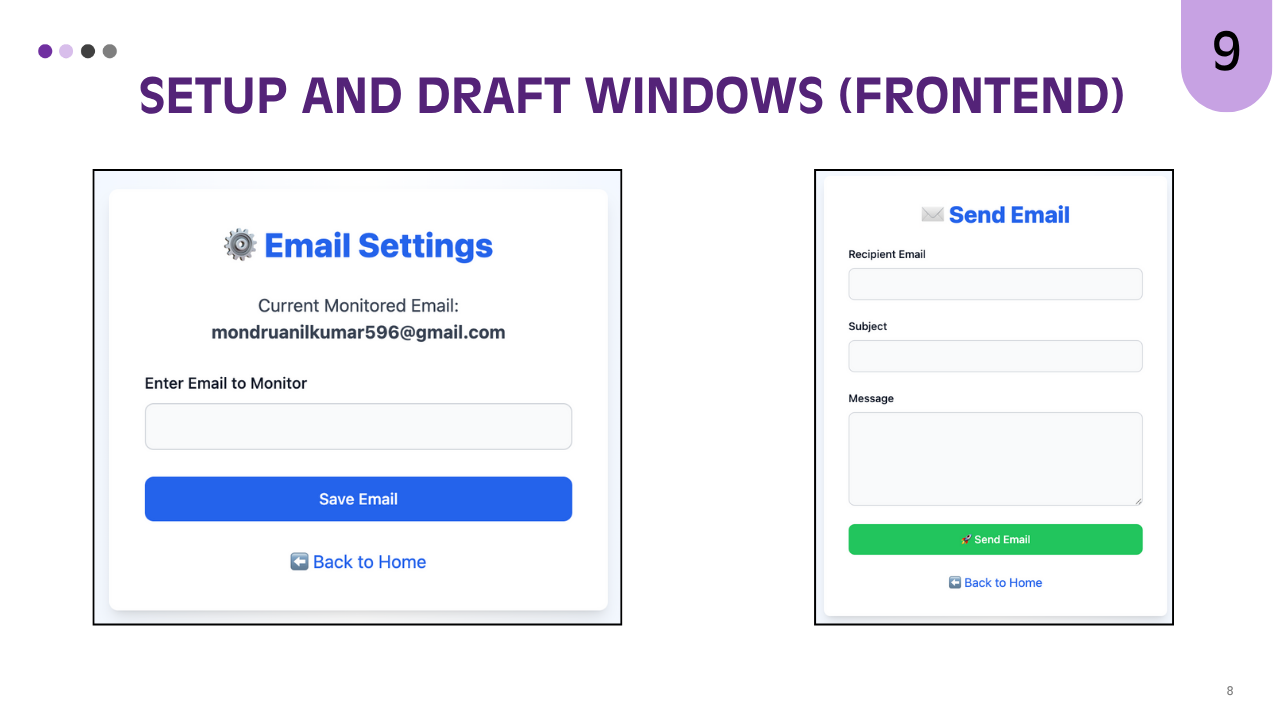 9
SETUP AND DRAFT WINDOWS (FRONTEND)
Email Settings
Current Monitored Email:
mondruanilkumar596@gmail.com
Enter Email to Monitor
Save Email
Back to Home
Send Email
Recipient Email
Subject
Message
Send Email
Back to Home
8